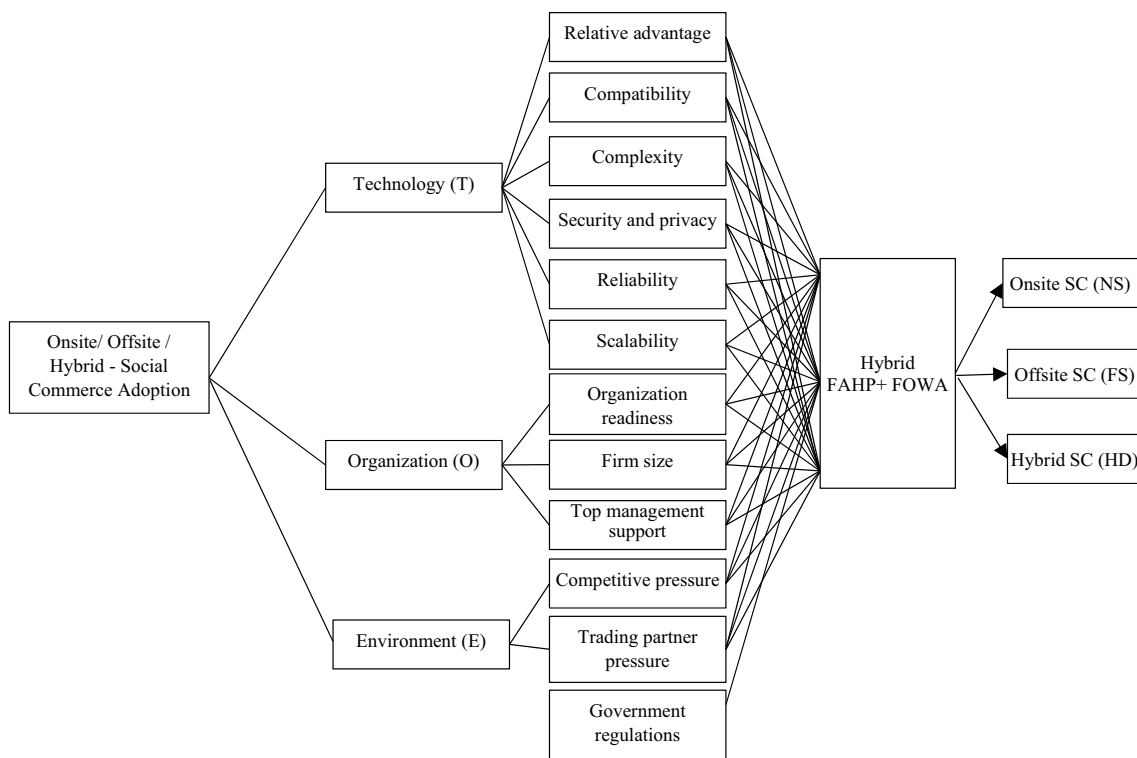 Onsite/ Offsite /
Hybrid - Social
Commerce Adoption
Technology (T)
Organization (O)
Environment (E)
Relative advantage
Compatibility
Complexity
Security and privacy
Reliability
Scalability
Organization
readiness
Firm size
Top management
support
Competitive pressure
Trading partner
pressure
Government
regulations
Hybrid
FAHP+ FOWA
Onsite SC (NS)
Offsite SC (FS)
Hybrid SC (HD)